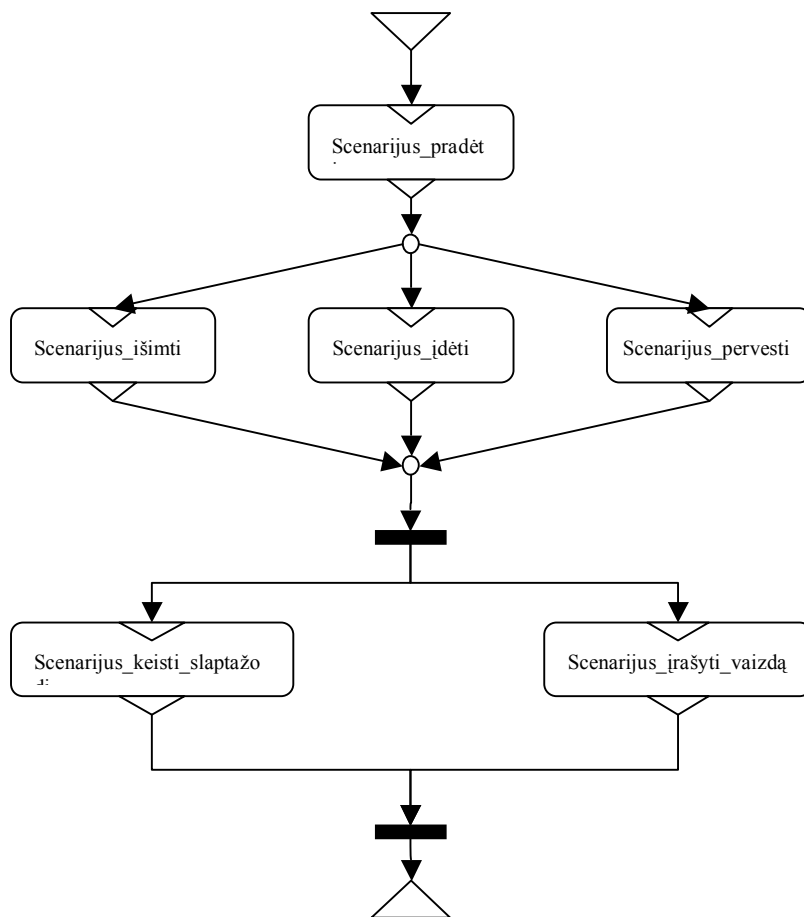 Scenarijus_pradėt
Scenarijus_išimti
Scenarijus_įdėti
Scenarijus_pervesti
Scenarijus_keisti_slaptažo
Scenarijus_įrašyti_vaizdą